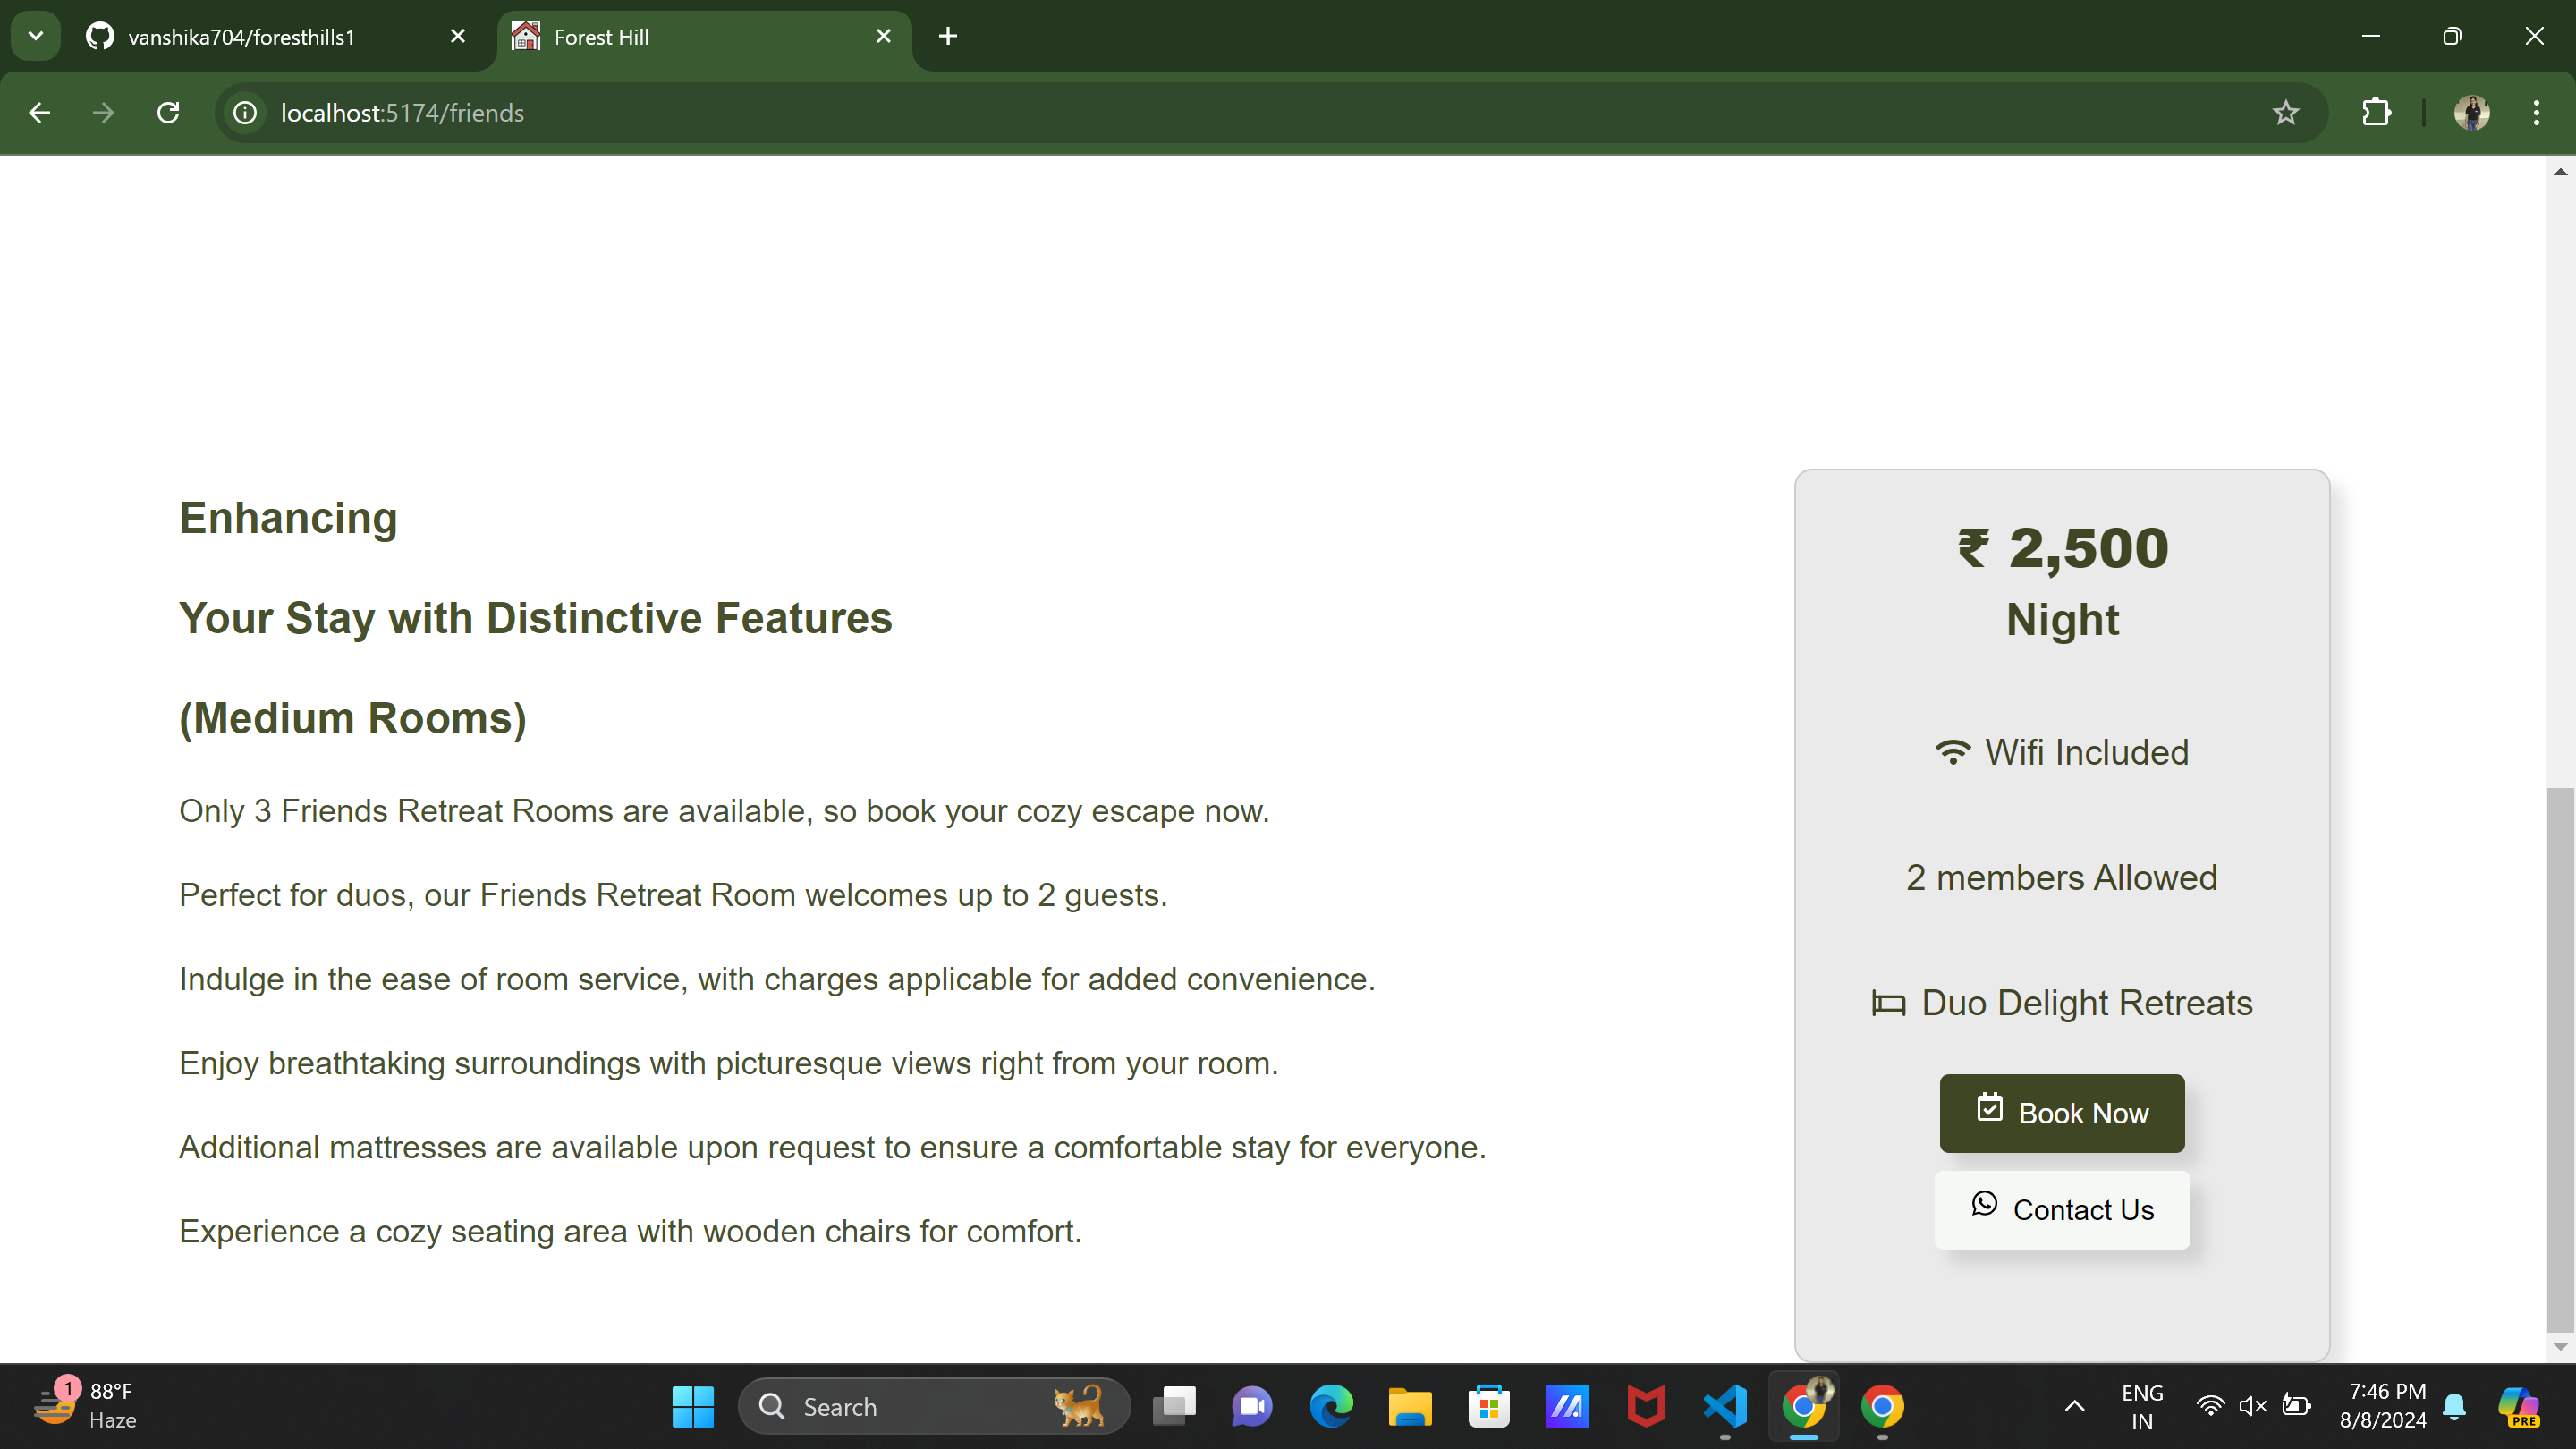 vanshika704/foresthills1
Forest Hill
localhost:5174/friends
Enhancing
Your Stay with Distinctive Features
(Medium Rooms)
Only 3 Friends Retreat Rooms are available, so book your cozy escape now.
Perfect for duos, our Friends Retreat Room welcomes up to 2 guests.
Indulge in the ease of room service, with charges applicable for added convenience.
Enjoy breathtaking surroundings with picturesque views right from your room.
Additional mattresses are available upon request to ensure a comfortable stay for everyone.
Experience a cozy seating area with wooden chairs for comfort.
₹ 2,500
Night
Wifi Included
2 members Allowed
Duo Delight Retreats
Book Now
Contact Us
1
88°F
Haze
Search
ENG
IN
7:46 PM
8/8/2024
PRE